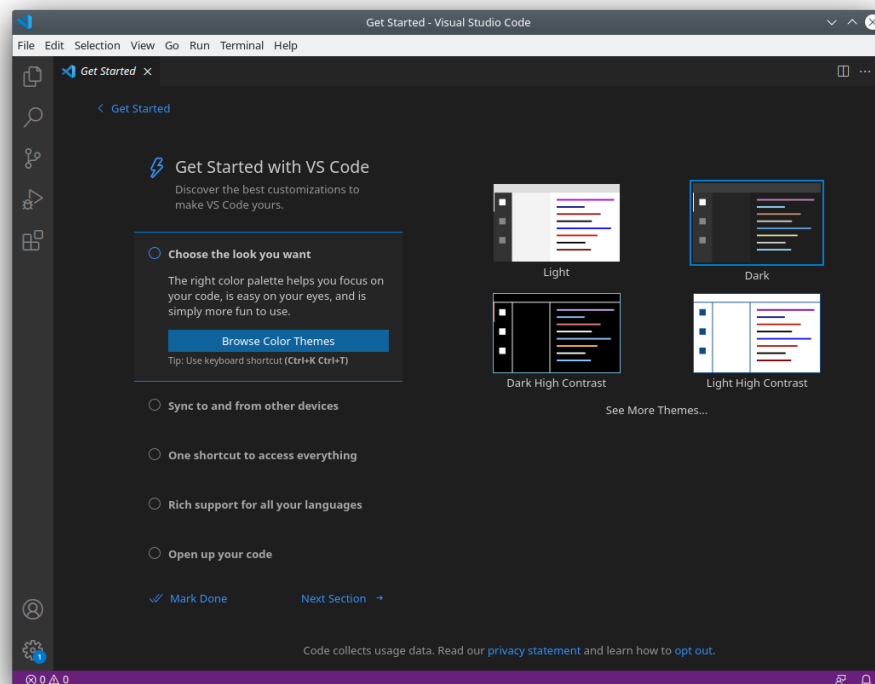 Get Started - Visual Studio Code
File Edit Selection View Go Run Terminal Help
Get Started
Get Started
Get Started with VS Code
Discover the best customizations to
make VS Code yours.
Choose the look you want
The right color palette helps you focus on
your code, is easy on your eyes, and is
simply more fun to use.
Browse Color Themes
Tip: Use keyboard shortcut (Ctrl+K Ctrl+T)
Sync to and from other devices
One shortcut to access everything
Rich support for all your languages
Open up your code
Mark Done Next Section
Light Dark
Dark High Contrast Light High Contrast
See More Themes...
Code collects usage data. Read our privacy statement and learn how to opt out.
1
0 0